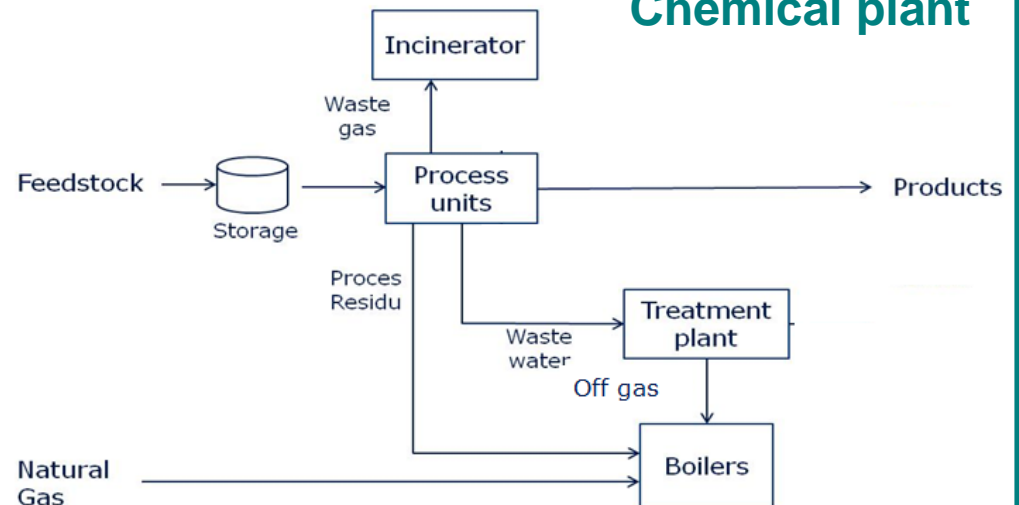 Chemical plant
Incinerator
Waste
gas
Feedstock
Storage
Process
units
Products
Proces
Residu
Treatment
plant
Waste
water
Off gas
Boilers
Natural
Gas